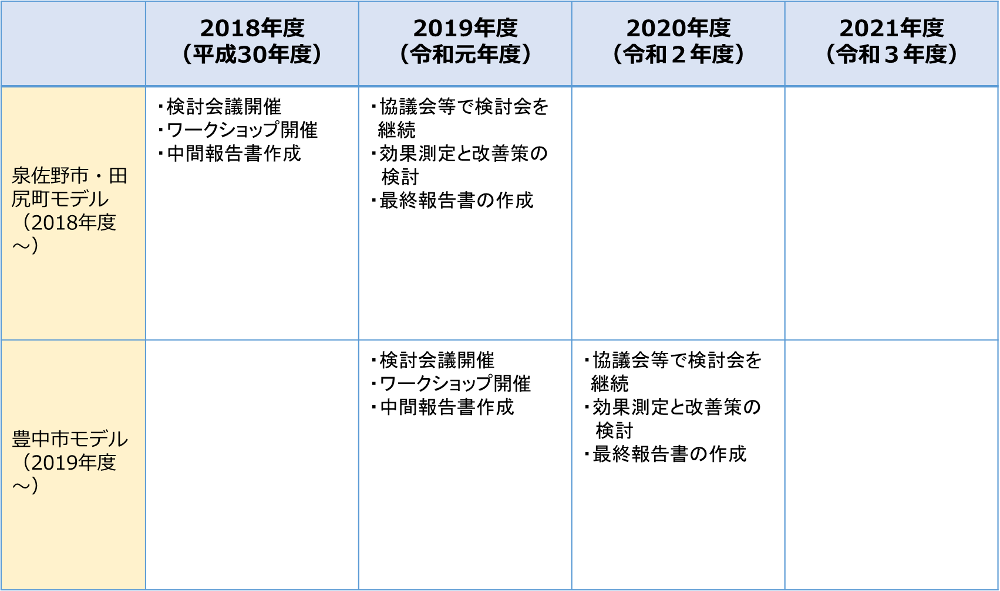 2018年度
（平成30年度）
2019年度
（令和元年度）
2020年度
（令和２年度）
2021年度
（令和３年度）
泉佐野市・田
尻町モデル
（2018年度
～）
・検討会議開催
・ワークショップ開催
・中間報告書作成
・協議会等で検討会を
継続
・効果測定と改善策の
検討
・最終報告書の作成
豊中市モデル
（2019年度
～）
・検討会議開催
・ワークショップ開催
・中間報告書作成
・協議会等で検討会を
継続
・効果測定と改善策の
検討
・最終報告書の作成